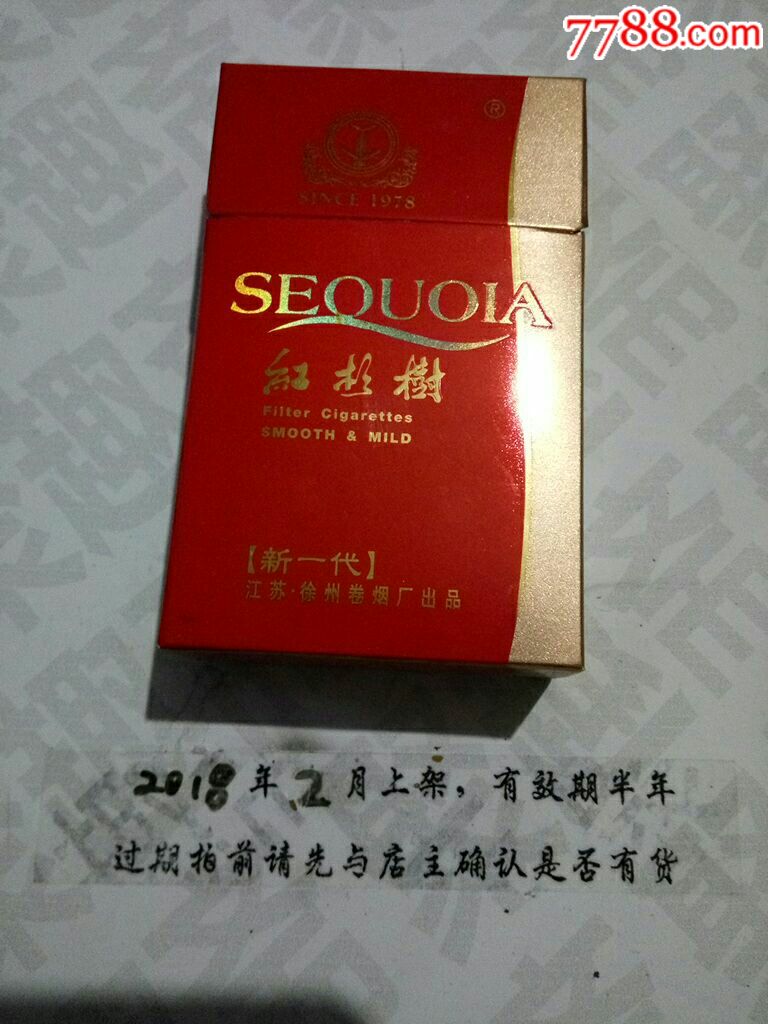 7788.com
®
SINCE 1978
SEQUOIA
紅杉樹
Filter Cigarettes
SMOOTH & MILD
【新一代】
江苏·徐州卷烟厂出品
2018年2月上架，有效期半年
过期拍前请先与店主确认是否有货